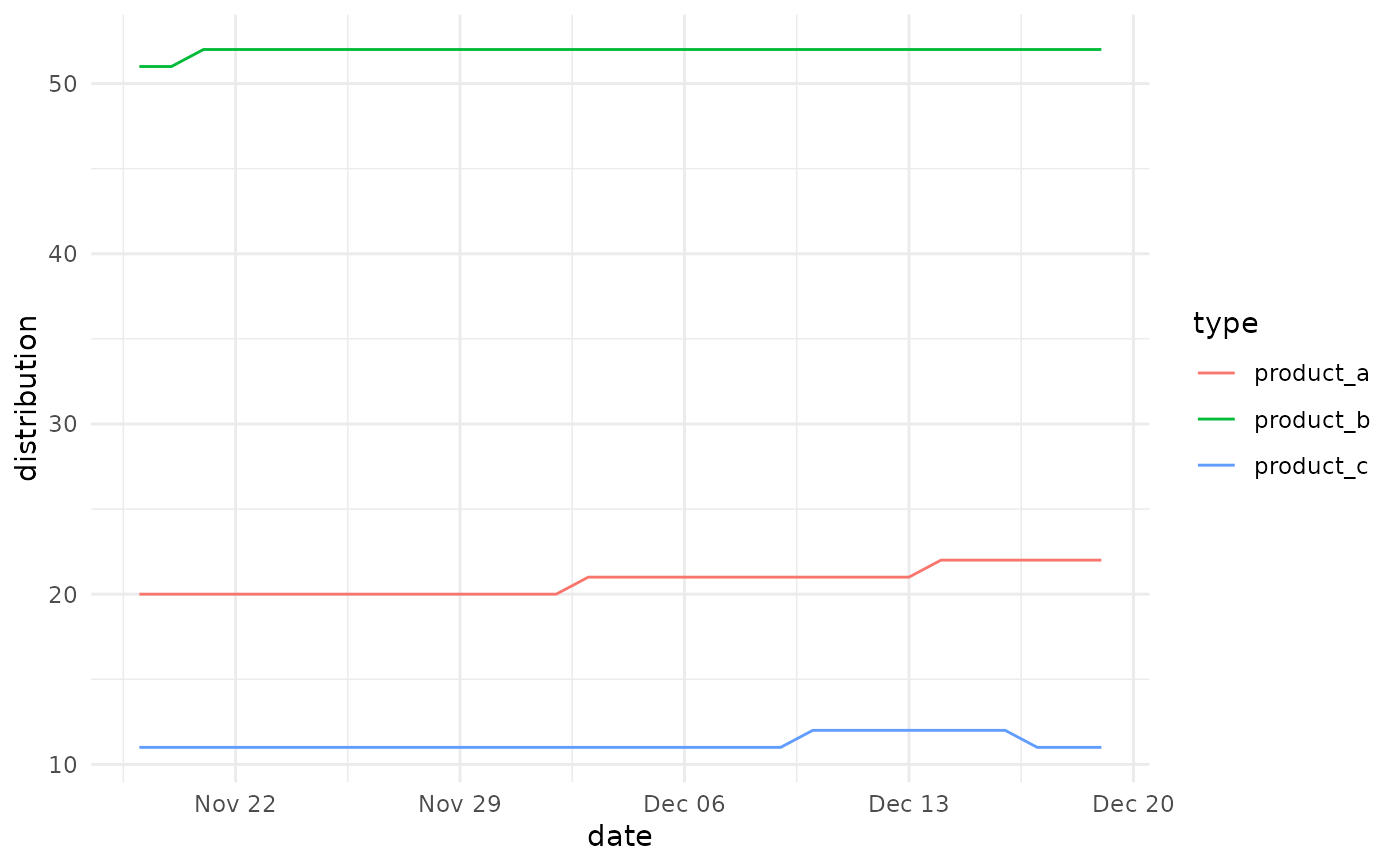 50
40
30
20
10
distribution
Nov 22
Nov 29
Dec 06
Dec 13
Dec 20
date
type
product_a
product_b
product_c